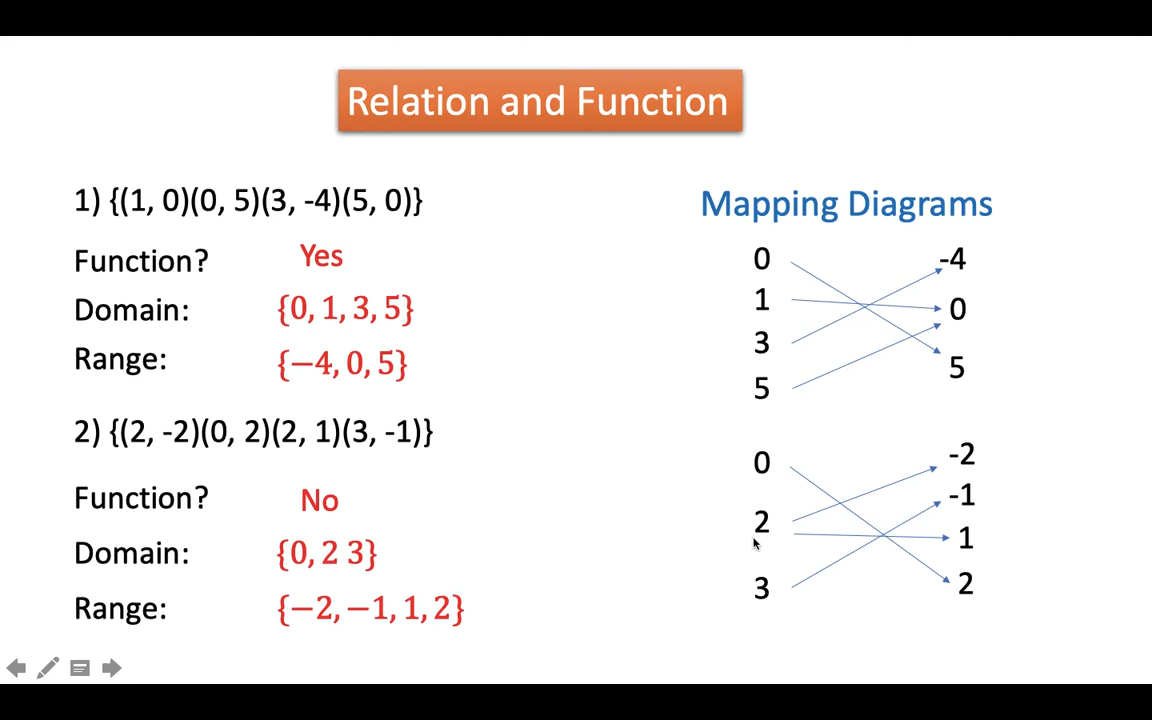 Relation and Function
1) {(1, 0)(0, 5)(3, -4)(5, 0)}
Function? Yes
Domain: {0, 1, 3, 5}
Range: {−4, 0, 5}
2) {(2, -2)(0, 2)(2, 1)(3, -1)}
Function? No
Domain: {0, 2 3}
Range: {−2, −1, 1, 2}
Mapping Diagrams
0 -4
1 0
3
5 5
0 -2
-1
2 1
3 2